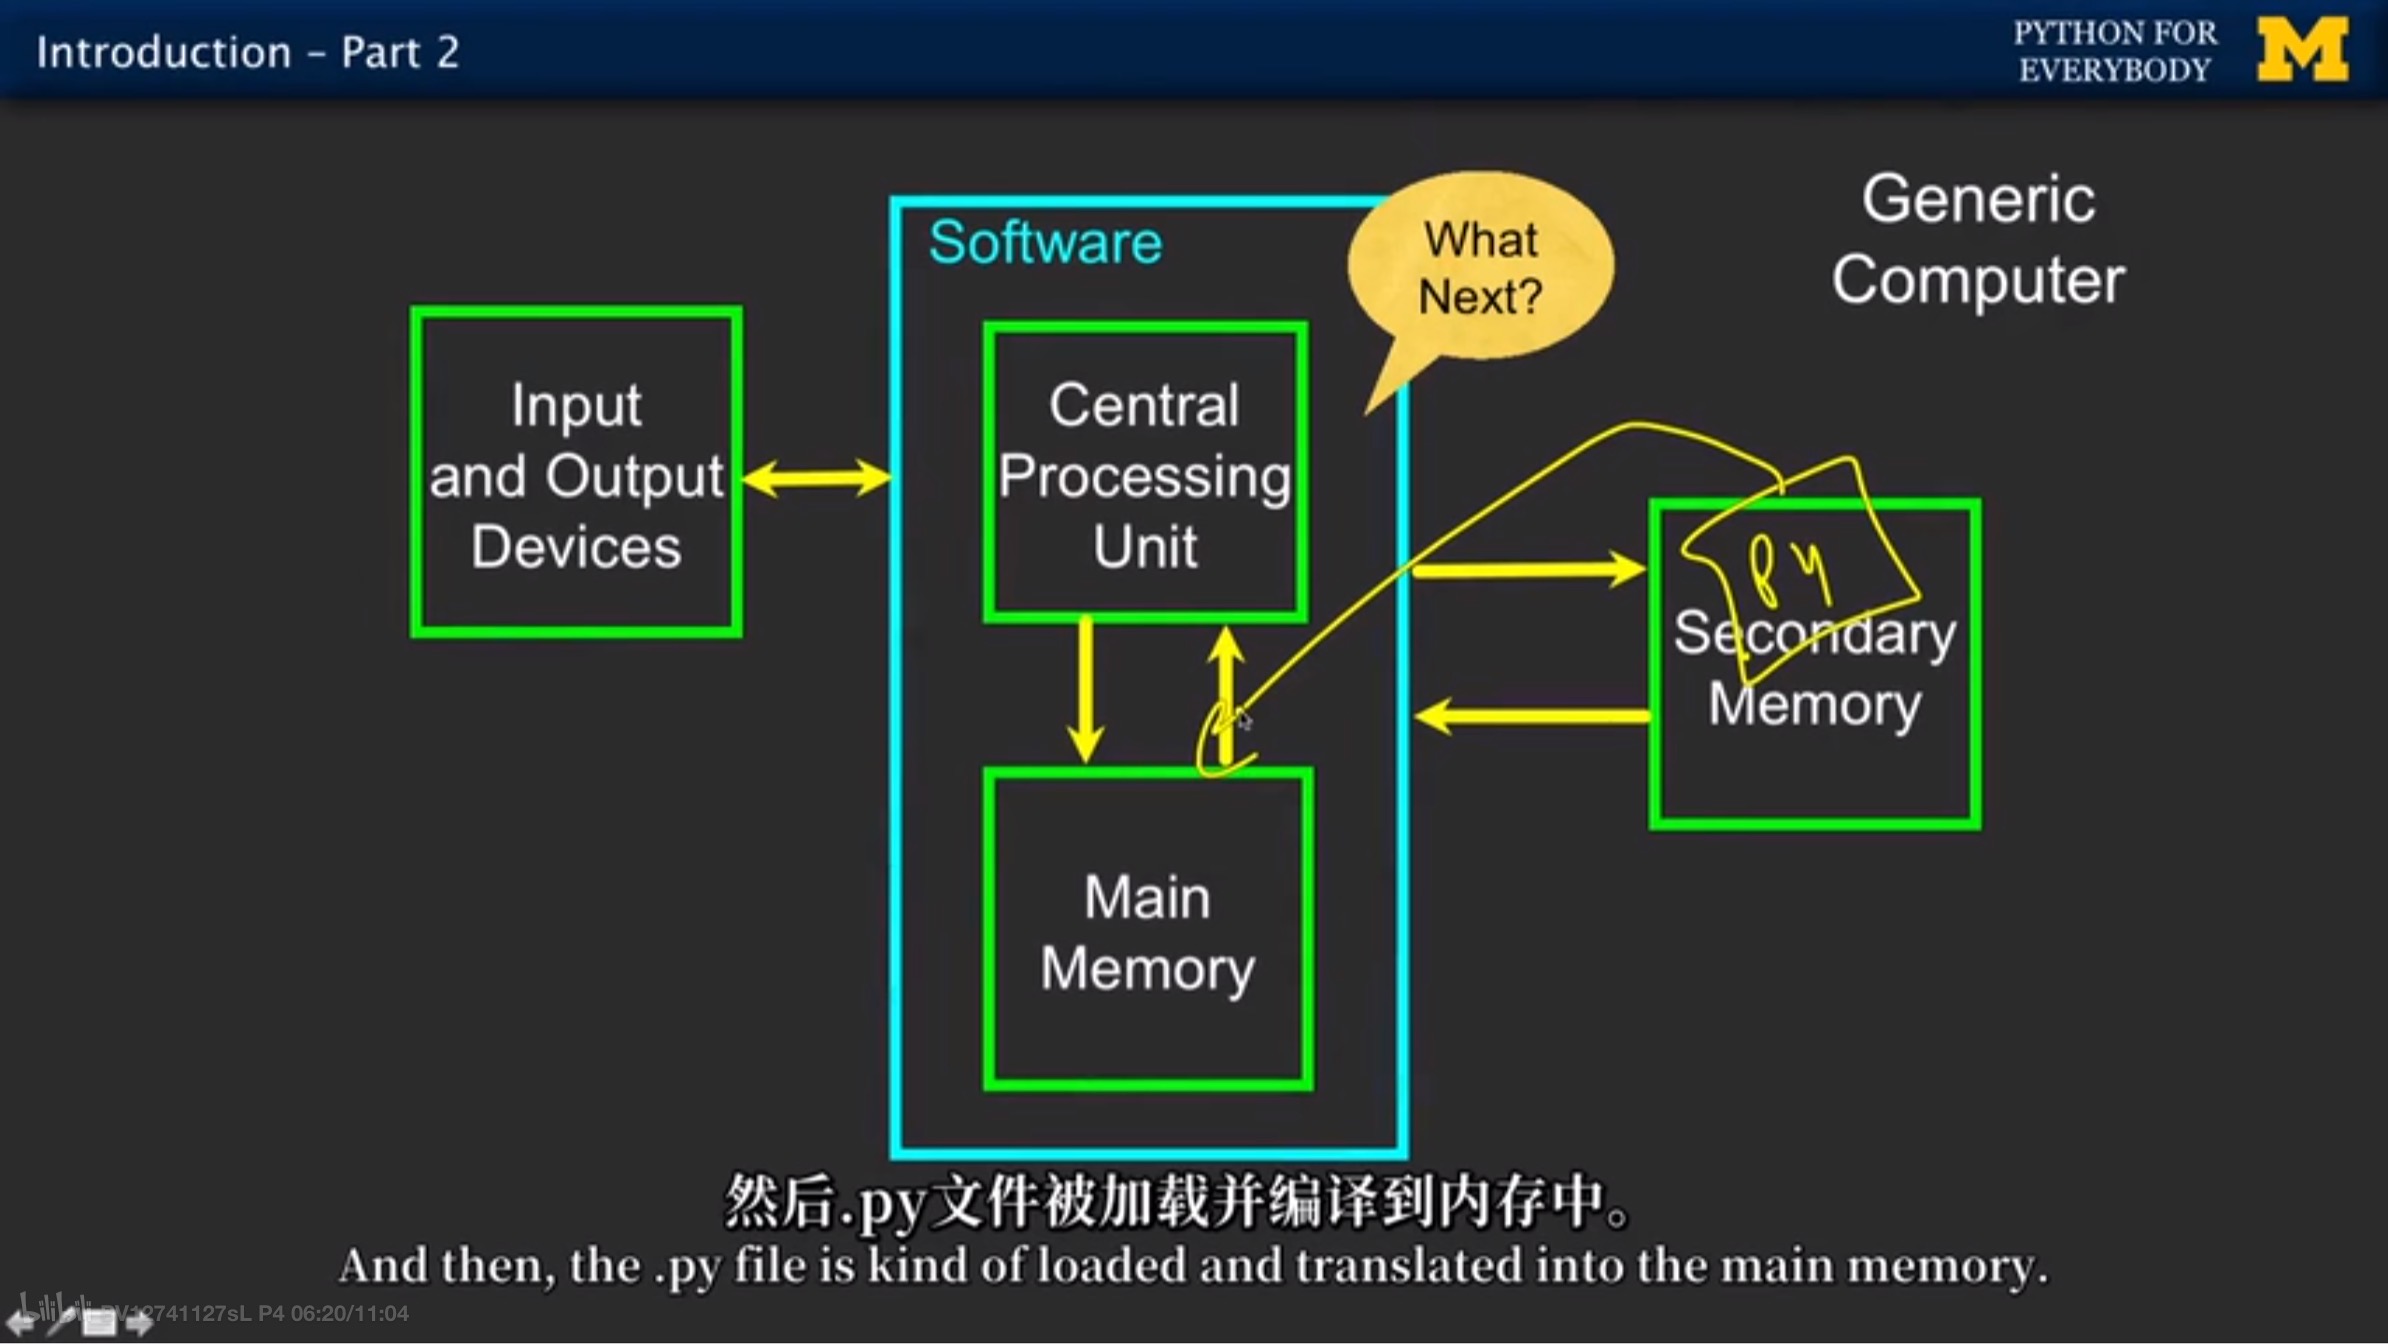 Introduction – Part 2
PYTHON FOR
EVERYBODY
M
Generic
Computer
Software
What
Next?
Input
and Output
Devices
Central
Processing
Unit
py
Secondary
Memory
Main
Memory
然后.py文件被加载并编译到内存中。
And then, the .py file is kind of loaded and translated into the main memory.
bilibili BV12741127sL P4 06:20/11:04